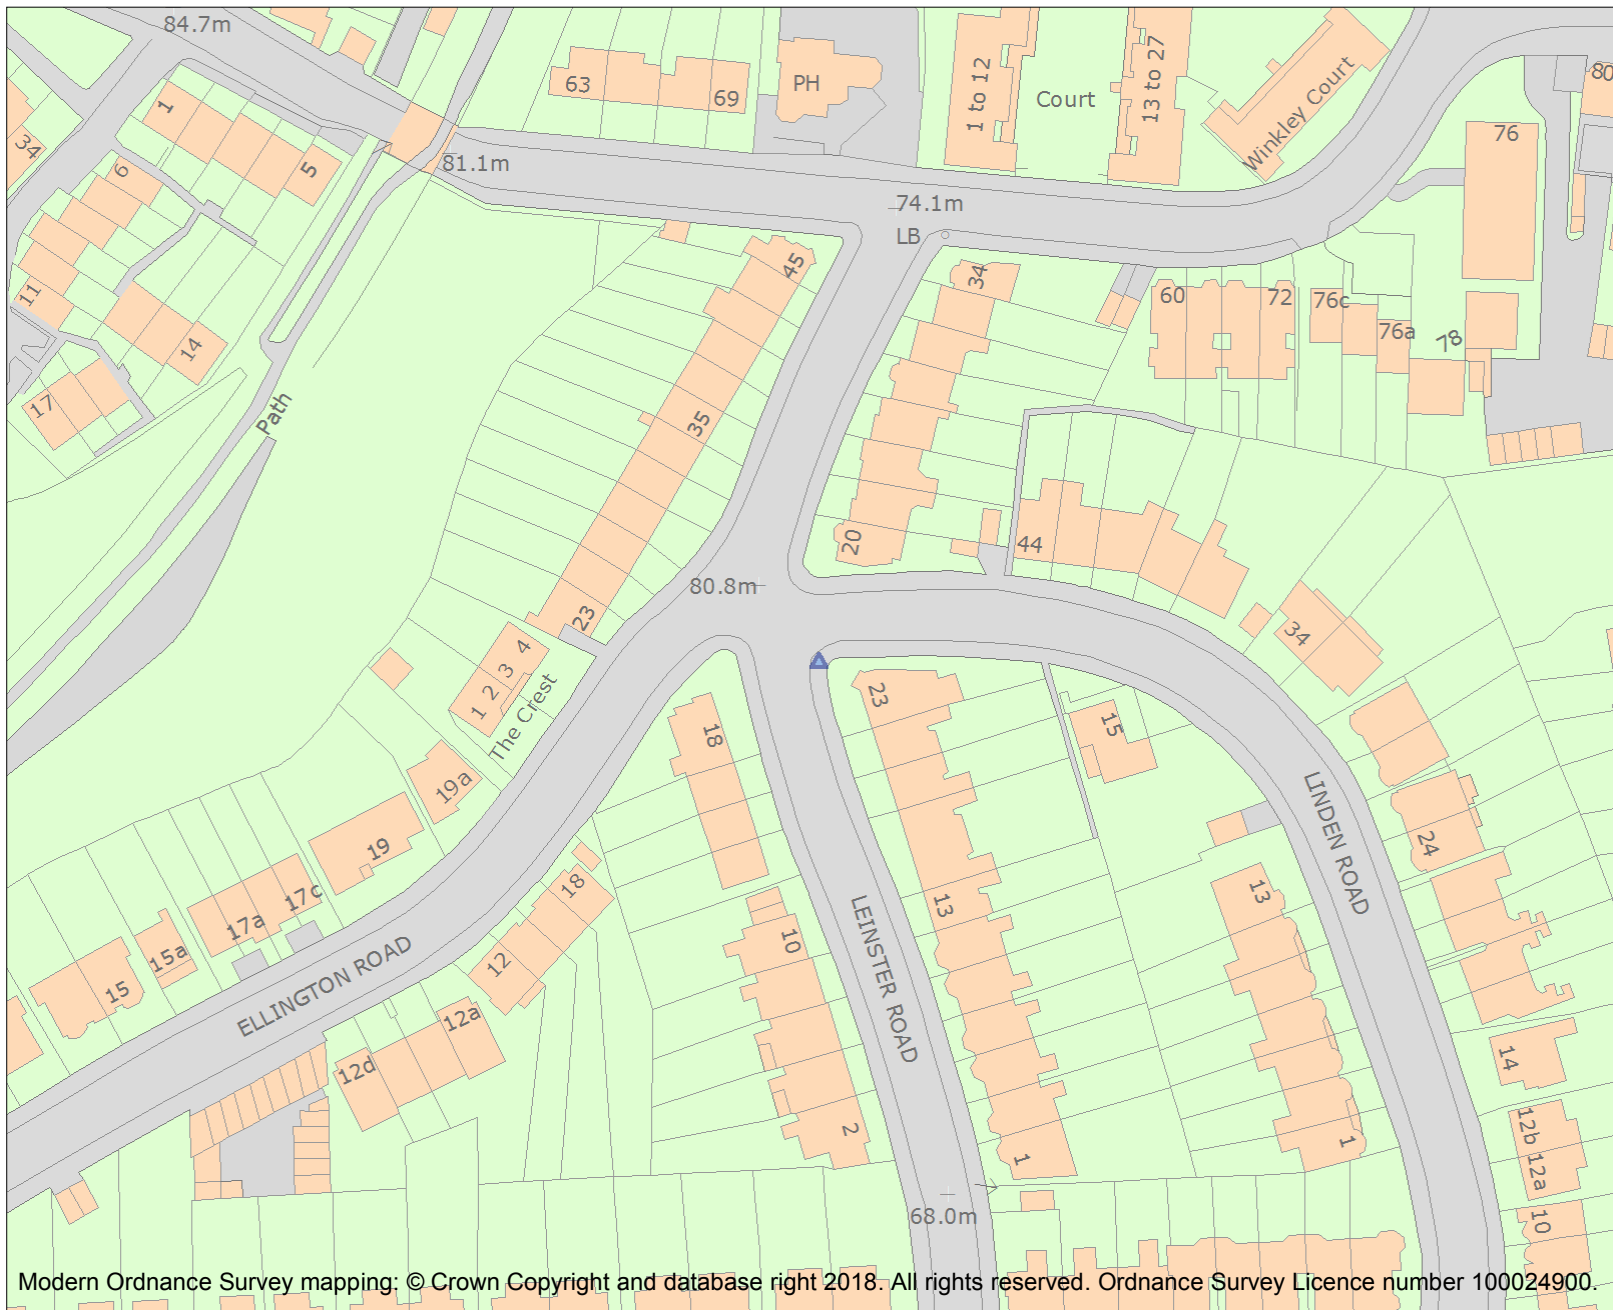 84.7m
63
69
PH
1 to 12
Court
13 to 27
Winkley Court
80
76
1
5
34
6
81.1m
74.1m
LB
11
14
17
Path
45
34
60
72
76c
76a
78
35
20
44
80.8m
23
34
1 2 3 4
The Crest
18
23
15
19a
19
LINDEN ROAD
24
17c
17a
15a
15
18
12
ELLINGTON ROAD
10
13
13
LEINSTER ROAD
12a
12d
2
1
1
14
12b
12a
10
68.0m
Modern Ordnance Survey mapping: © Crown Copyright and database right 2018. All rights reserved. Ordnance Survey Licence number 100024900.